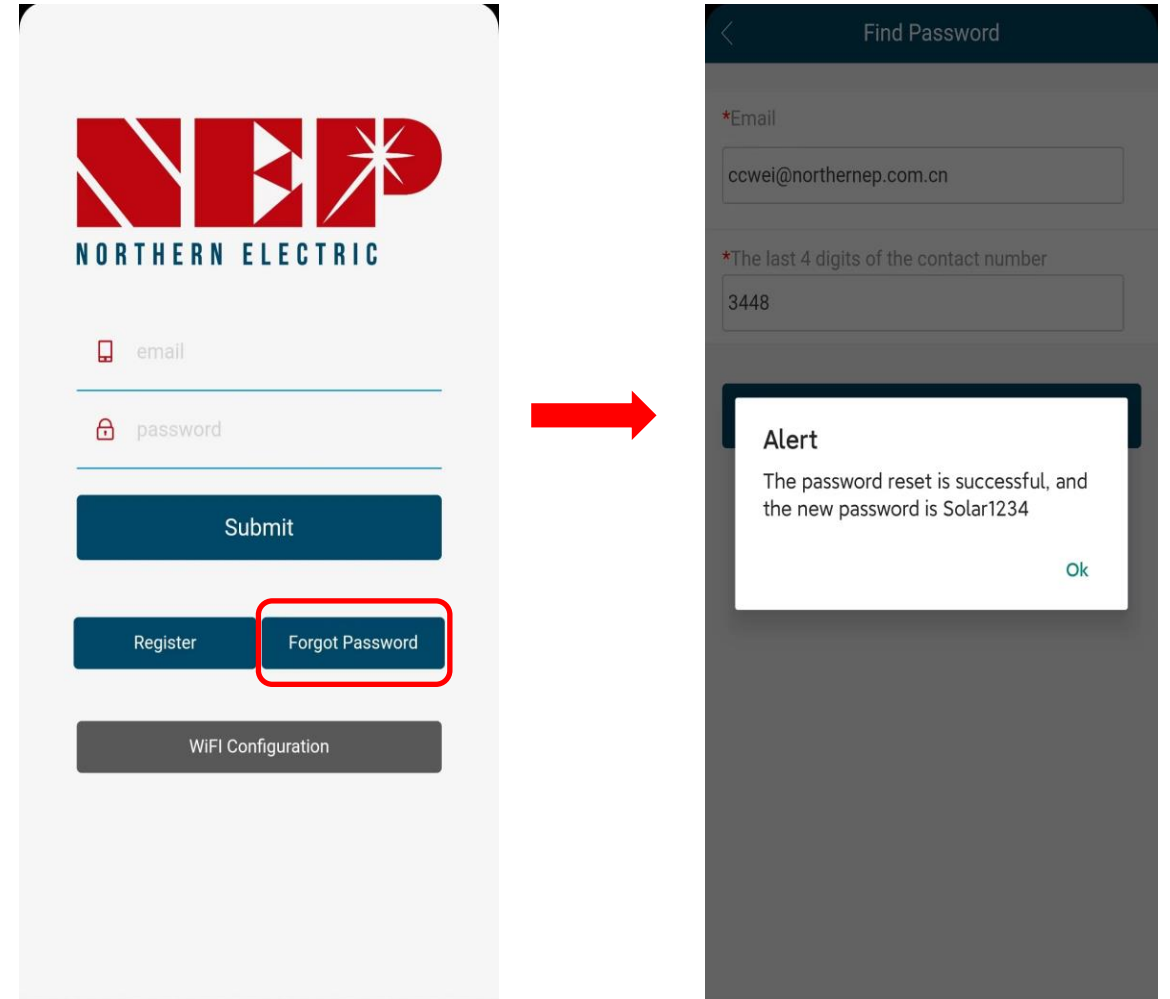 NEP
NORTHERN ELECTRIC
email
password
Submit
Register
Forgot Password
WiFI Configuration
Find Password
*Email
ccwei@northernep.com.cn
*The last 4 digits of the contact number
3448
Alert
The password reset is successful, and
the new password is Solar1234
Ok